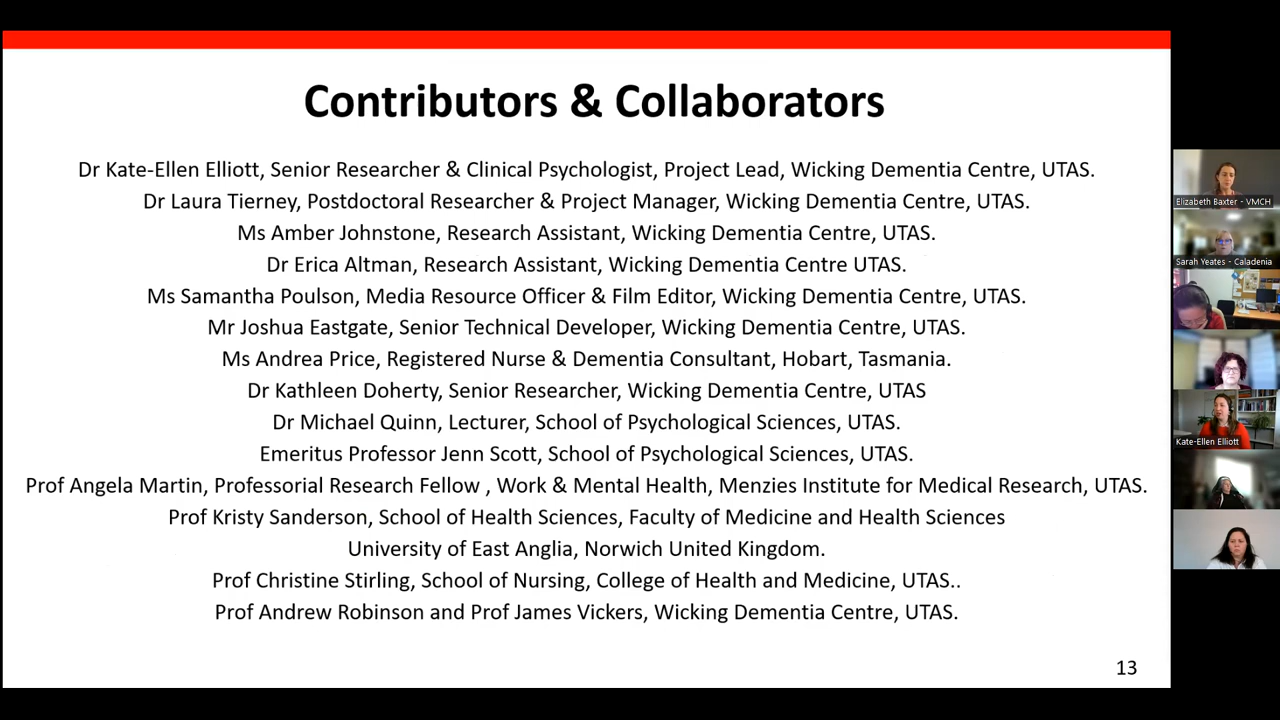 Contributors & Collaborators
Dr Kate-Ellen Elliott, Senior Researcher & Clinical Psychologist, Project Lead, Wicking Dementia Centre, UTAS.
Dr Laura Tierney, Postdoctoral Researcher & Project Manager, Wicking Dementia Centre, UTAS.
Ms Amber Johnstone, Research Assistant, Wicking Dementia Centre, UTAS.
Dr Erica Altman, Research Assistant, Wicking Dementia Centre UTAS.
Ms Samantha Poulson, Media Resource Officer & Film Editor, Wicking Dementia Centre, UTAS.
Mr Joshua Eastgate, Senior Technical Developer, Wicking Dementia Centre, UTAS.
Ms Andrea Price, Registered Nurse & Dementia Consultant, Hobart, Tasmania.
Dr Kathleen Doherty, Senior Researcher, Wicking Dementia Centre, UTAS
Dr Michael Quinn, Lecturer, School of Psychological Sciences, UTAS.
Emeritus Professor Jenn Scott, School of Psychological Sciences, UTAS.
Prof Angela Martin, Professorial Research Fellow , Work & Mental Health, Menzies Institute for Medical Research, UTAS.
Prof Kristy Sanderson, School of Health Sciences, Faculty of Medicine and Health Sciences
University of East Anglia, Norwich United Kingdom.
Prof Christine Stirling, School of Nursing, College of Health and Medicine, UTAS..
Prof Andrew Robinson and Prof James Vickers, Wicking Dementia Centre, UTAS.
13
Elizabeth Baxter - VMCH
Sarah Yeates - Caladenia
Kate-Ellen Elliott